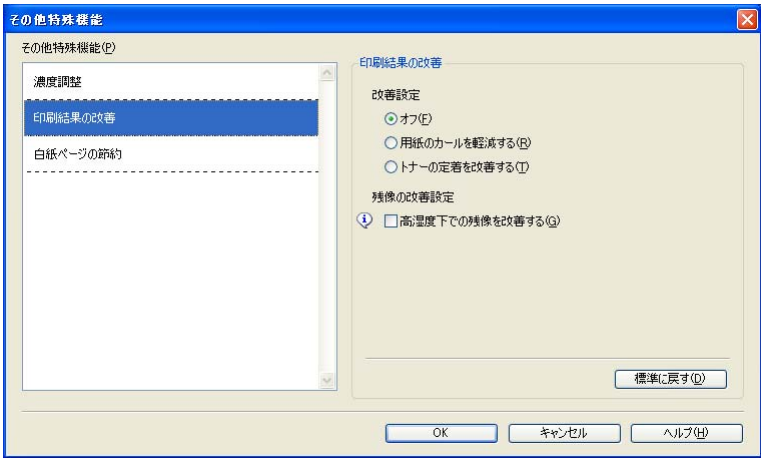 その他特殊機能
その他特殊機能(P)
濃度調整
印刷結果の改善
白紙ページの節約
印刷結果の改善
改善設定
オフ(F)
用紙のカールを軽減する(R)
トナーの定着を改善する(T)
残像の改善設定
高湿度下での残像を改善する(G)
標準に戻す(D)
OK
キャンセル
ヘルプ(H)